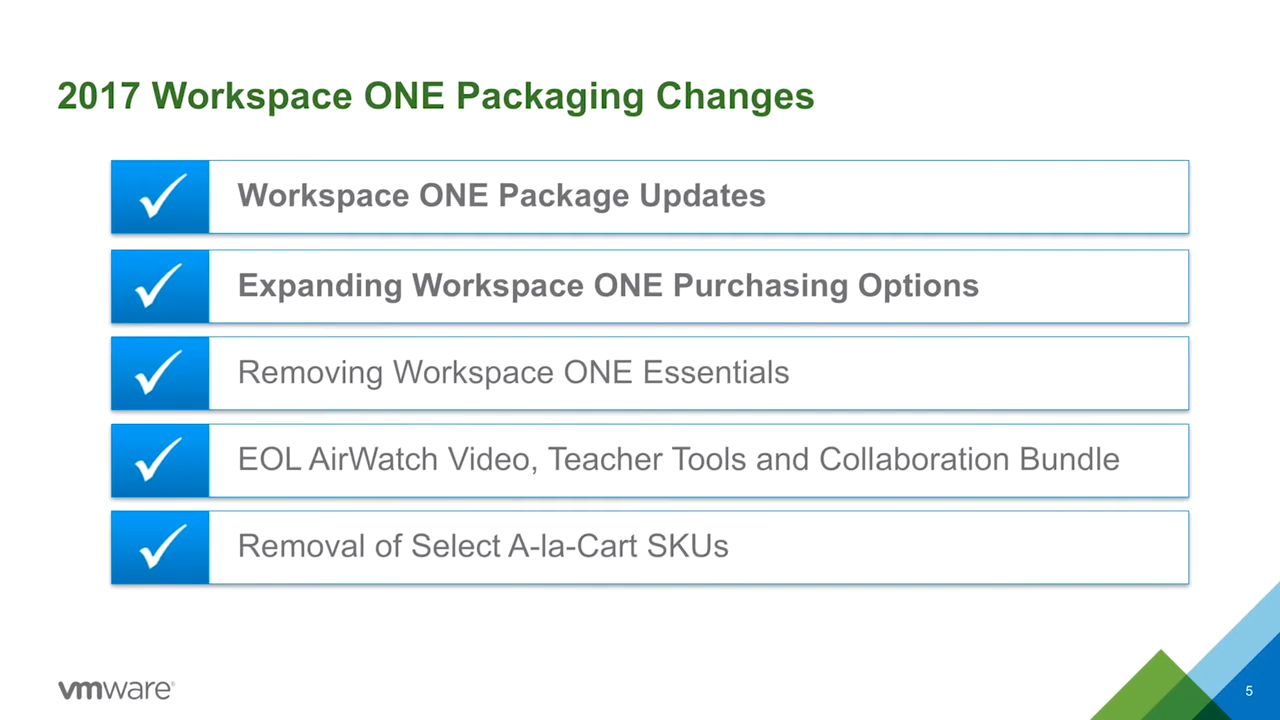 2017 Workspace ONE Packaging Changes
Workspace ONE Package Updates
Expanding Workspace ONE Purchasing Options
Removing Workspace ONE Essentials
EOL AirWatch Video, Teacher Tools and Collaboration Bundle
Removal of Select A-la-Cart SKUs
vmware®
5